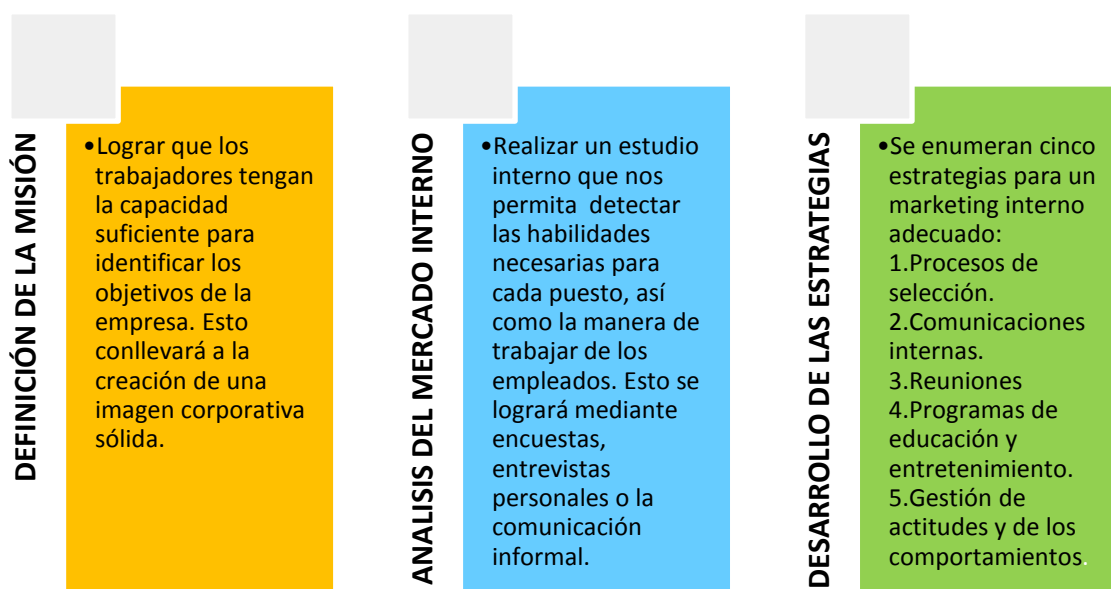 DEFINICIÓN DE LA MISIÓN
•Lograr que los
trabajadores tengan
la capacidad
suficiente para
identificar los
objetivos de la
empresa. Esto
conllevará a la
creación de una
imagen corporativa
sólida.
ANALISIS DEL MERCADO INTERNO
•Realizar un estudio
interno que nos
permita detectar
las habilidades
necesarias para
cada puesto, así
como la manera de
trabajar de los
empleados. Esto se
logrará mediante
encuestas,
entrevistas
personales o la
comunicación
informal.
DESARROLLO DE LAS ESTRATEGIAS
•Se enumeran cinco
estrategias para un
marketing interno
adecuado:
1.Procesos de
selección.
2.Comunicaciones
internas.
3.Reuniones
4.Programas de
educación y
entretenimiento.
5.Gestión de
actitudes y de los
comportamientos.